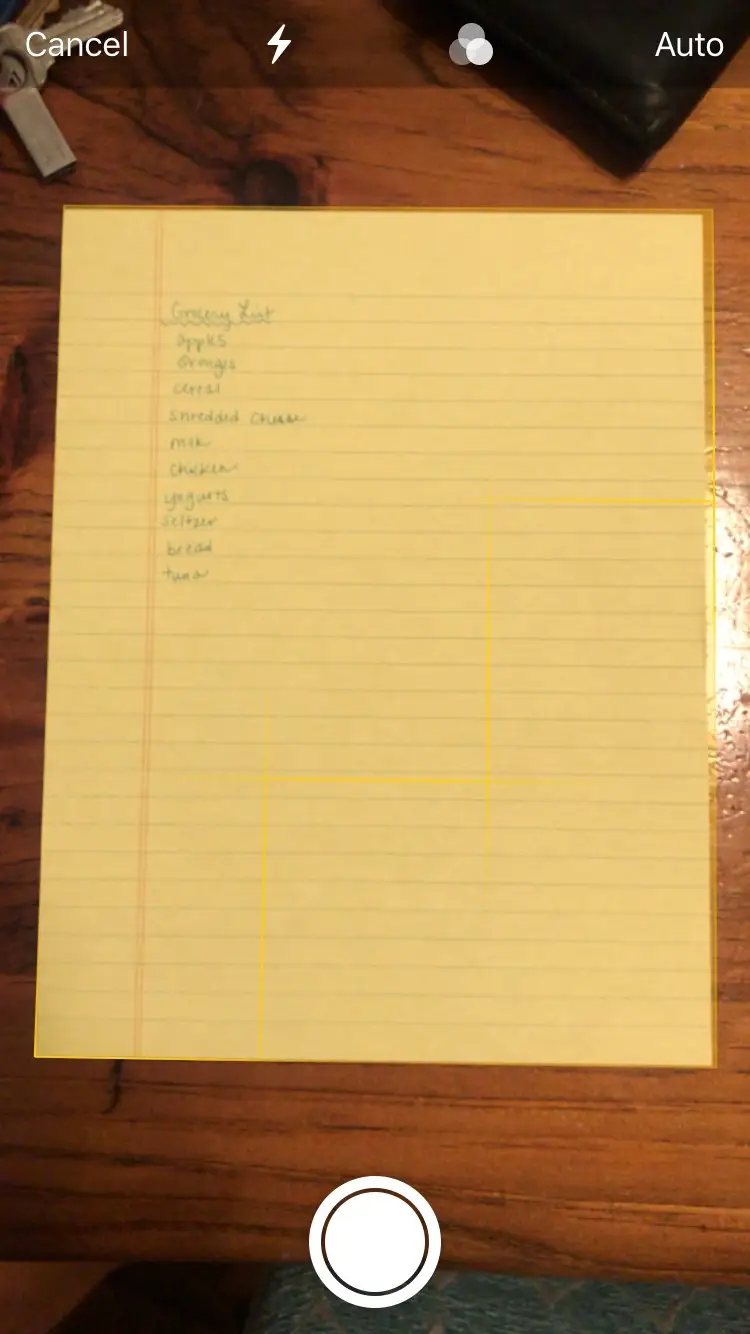 Cancel
Auto
Grocery List
apples
Oranges
cereal
shredded cheese
milk
chicken
yogurts
seltzer
bread
tuna